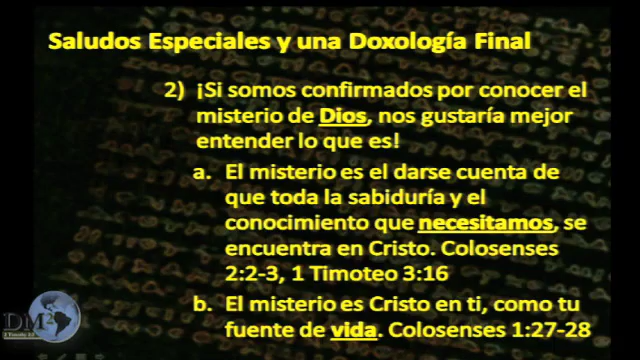 Saludos Especiales y una Doxología Final
2) ¡Si somos confirmados por conocer el
misterio de Dios, nos gustaría mejor
entender lo que es!
a. El misterio es el darse cuenta de
que toda la sabiduría y el
conocimiento que necesitamos, se
encuentra en Cristo. Colosenses
2:2-3, 1 Timoteo 3:16
b. El misterio es Cristo en ti, como tu
fuente de vida. Colosenses 1:27-28
DM2